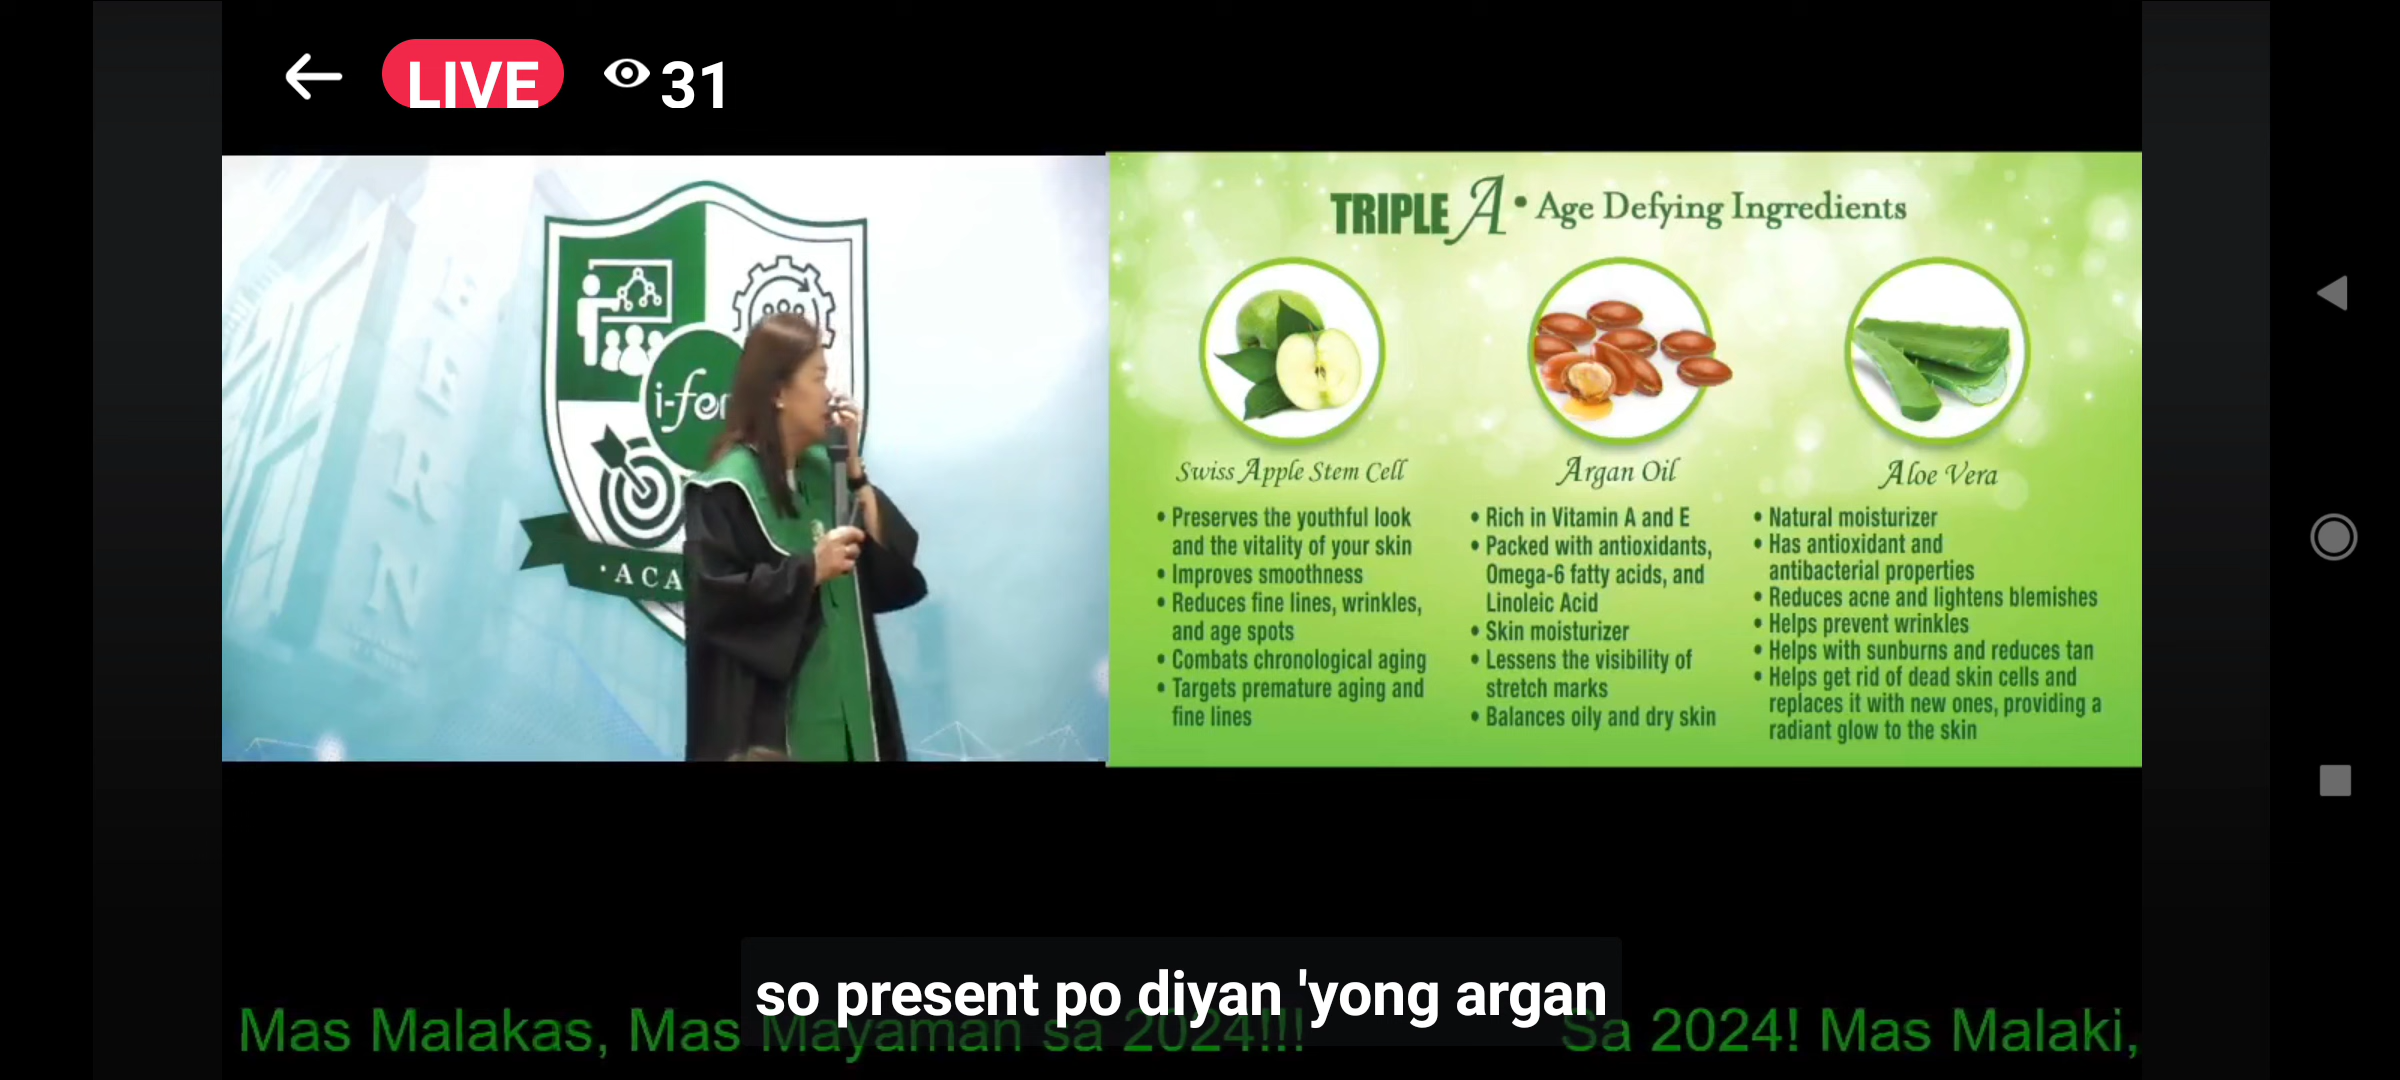 LIVE 31
TRIPLE A • Age Defying Ingredients
Swiss Apple Stem Cell
• Preserves the youthful look
and the vitality of your skin
• Improves smoothness
• Reduces fine lines, wrinkles,
and age spots
• Combats chronological aging
• Targets premature aging and
fine lines
Argan Oil
• Rich in Vitamin A and E
• Packed with antioxidants,
Omega-6 fatty acids, and
Linoleic Acid
• Skin moisturizer
• Lessens the visibility of
stretch marks
• Balances oily and dry skin
Aloe Vera
• Natural moisturizer
• Has antioxidant and
antibacterial properties
• Reduces acne and lightens blemishes
• Helps prevent wrinkles
• Helps with sunburns and reduces tan
• Helps get rid of dead skin cells and
replaces it with new ones, providing a
radiant glow to the skin
i-fer
• ACA
so present po diyan 'yong argan
Mas Malakas, Mas Mayaman sa 2024!!! Sa 2024! Mas Malaki,